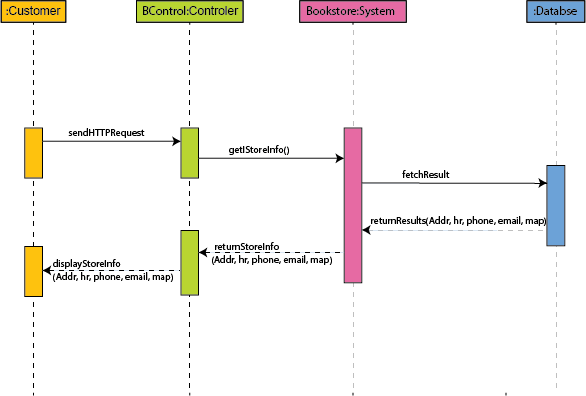 :Customer
BControl:Controler
Bookstore:System
:Databse
sendHTTPRequest
getIStoreInfo()
fetchResult
returnResults(Addr, hr, phone, email, map)
returnStoreInfo
(Addr, hr, phone, email, map)
displayStoreInfo
(Addr, hr, phone, email, map)